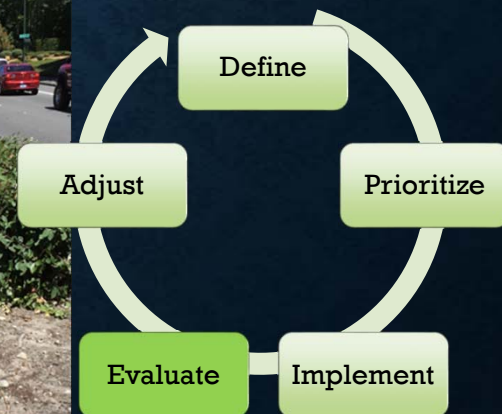 Define
Prioritize
Implement
Evaluate
Adjust